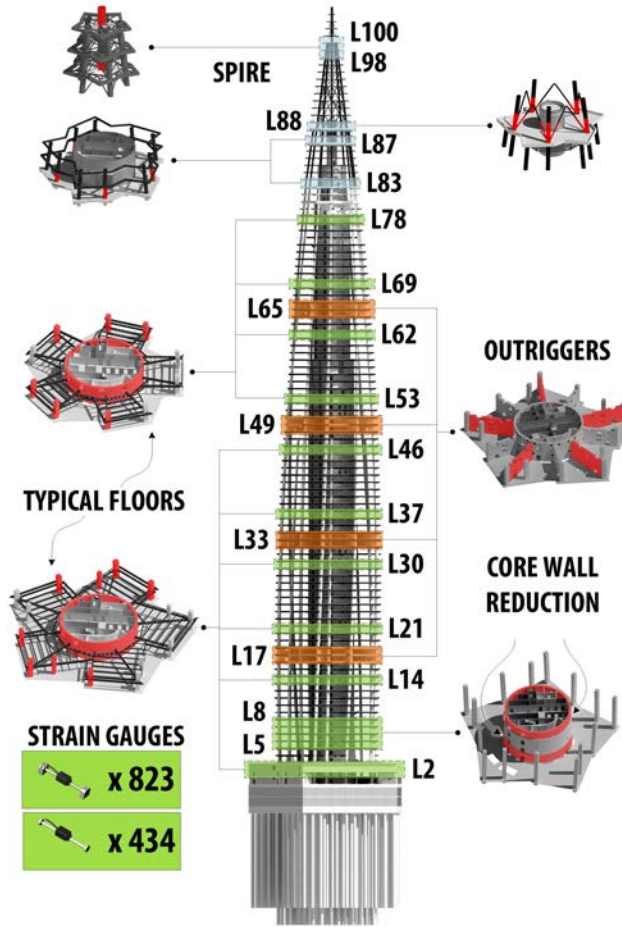 L100
SPIRE
L98
L88
L87
L83
L78
L69
L65
L62
OUTRIGGERS
L53
L49
L46
TYPICAL FLOORS
L37
L33
L30
CORE WALL
REDUCTION
L21
L17
L14
L8
STRAIN GAUGES
L5
L2
x 823
x 434